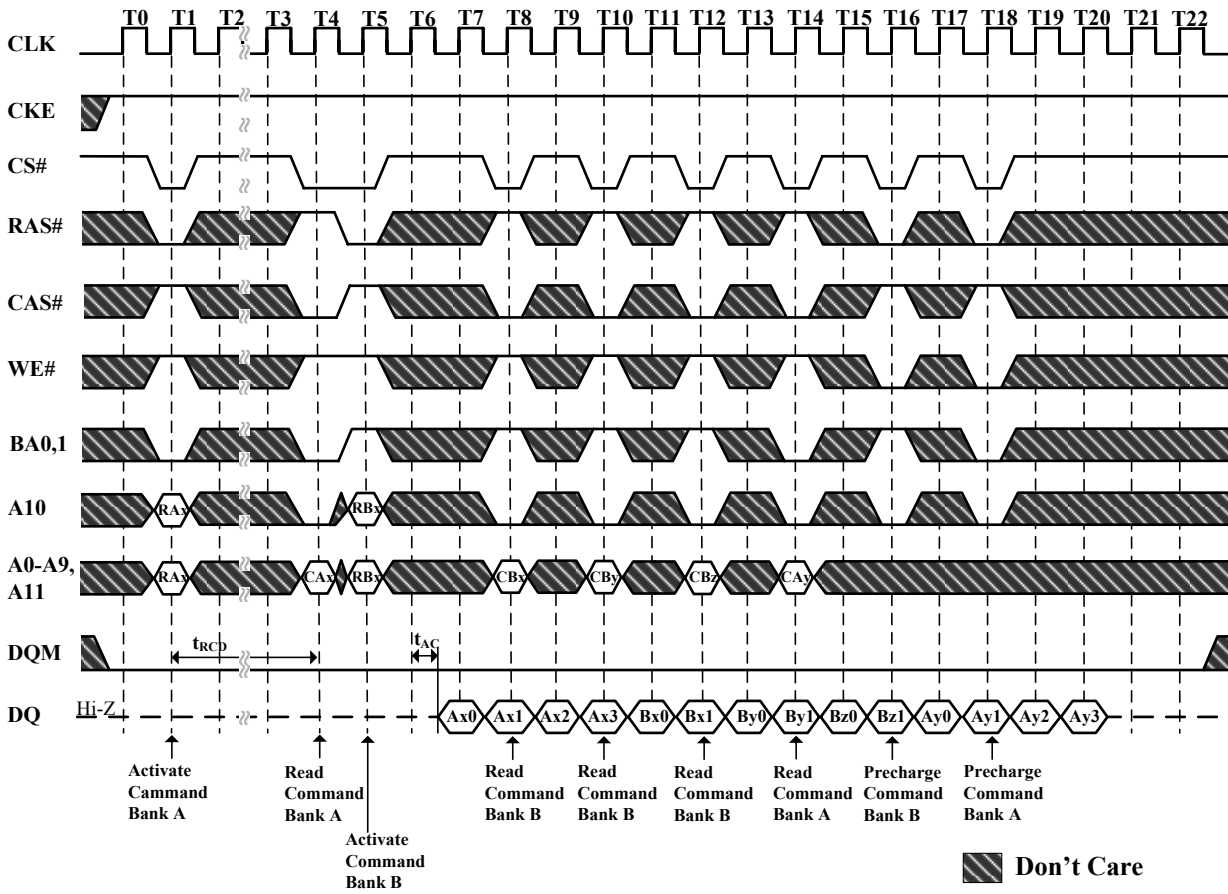 T0 T1 T2 T3 T4 T5 T6 T7 T8 T9 T10 T11 T12 T13 T14 T15 T16 T17 T18 T19 T20 T21 T22
CLK
CKE
CS#
RAS#
CAS#
WE#
BA0,1
A10 RAx RBx
A0-A9,
A11 RAx CAx RBx CBx CBy CBz CAy
tRCD tAC
DQM
DQ Hi-Z Ax0 Ax1 Ax2 Ax3 Bx0 Bx1 By0 By1 Bz0 Bz1 Ay0 Ay1 Ay2 Ay3
Activate
Cammand
Bank A
Read
Command
Bank A
Activate
Command
Bank B
Read
Command
Bank B
Read
Command
Bank B
Read
Command
Bank B
Read
Command
Bank A
Precharge
Command
Bank B
Precharge
Command
Bank A
Don't Care